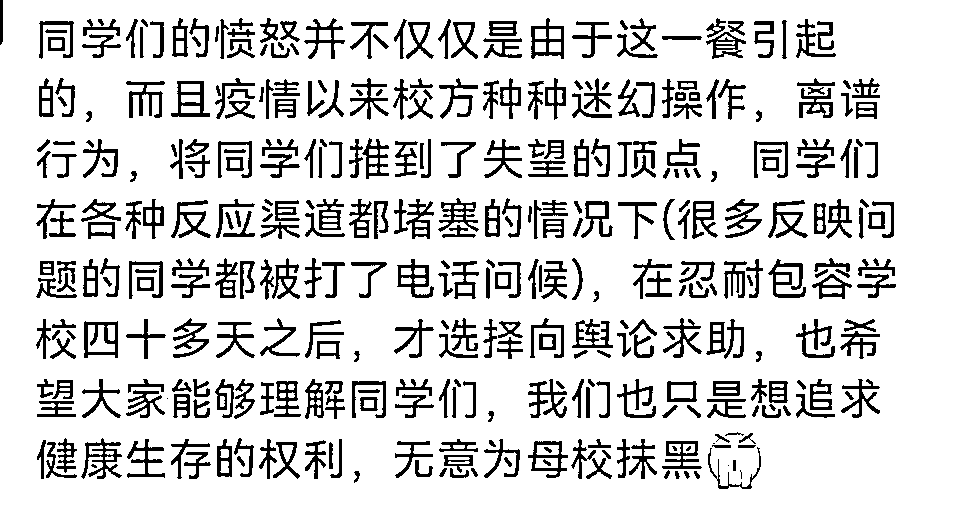 同学们的愤怒并不仅仅是由于这一餐引起
的，而且疫情以来校方种种迷幻操作，离谱
行为，将同学们推到了失望的顶点，同学们
在各种反应渠道都堵塞的情况下(很多反映问
题的同学都被打了电话问候)，在忍耐包容学
校四十多天之后，才选择向舆论求助，也希
望大家能够理解同学们，我们也只是想追求
健康生存的权利，无意为母校抹黑